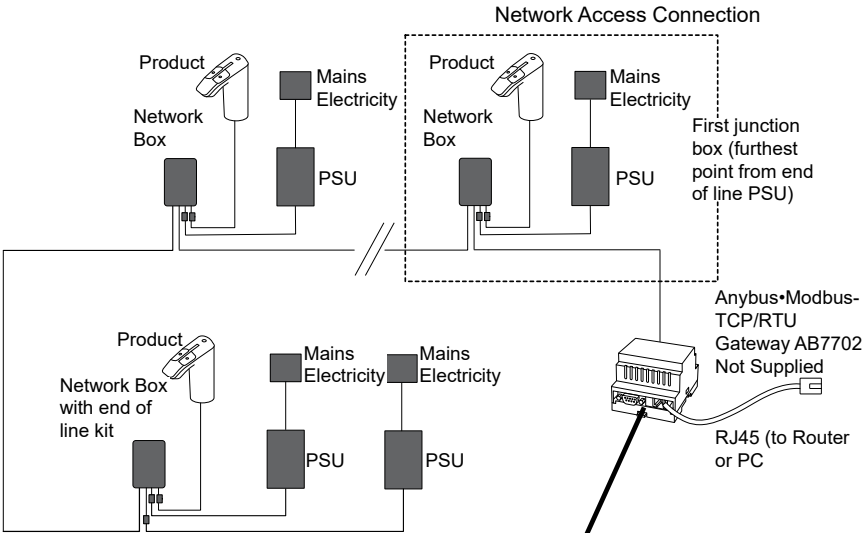 Network Access Connection
Product
Mains
Electricity
Network
Box
PSU
Product
Mains
Electricity
Network
Box
PSU
First junction
box (furthest
point from end
of line PSU)
Anybus•Modbus-
TCP/RTU
Gateway AB7702
Not Supplied
RJ45 (to Router
or PC
Product
Network Box
with end of
line kit
Mains
Electricity
PSU
Mains
Electricity
PSU